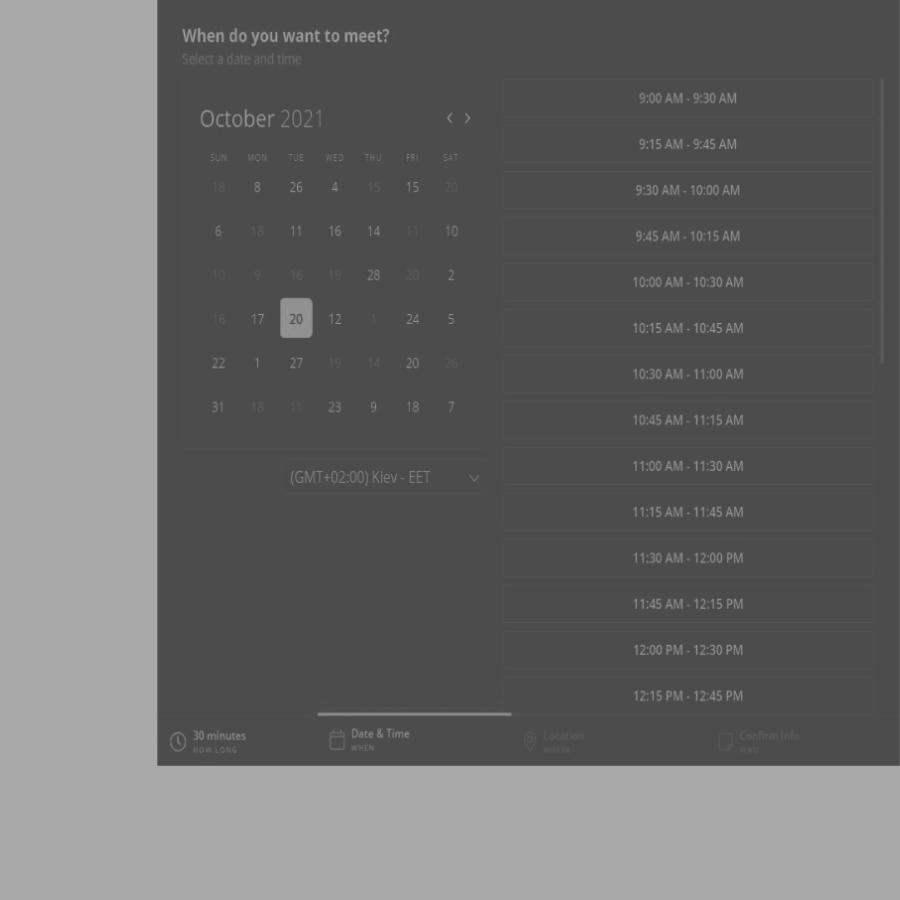 When do you want to meet?
Select a date and time
October 2021
SUN MON TUE WED THU FRI SAT
18 8 26 4 15 15 20
6 18 11 16 14 11 10
10 9 16 19 28 20 2
16 17 20 12 1 24 5
22 1 27 19 14 20 26
31 18 11 23 9 18 7
(GMT+02:00) Kiev - EET
9:00 AM - 9:30 AM
9:15 AM - 9:45 AM
9:30 AM - 10:00 AM
9:45 AM - 10:15 AM
10:00 AM - 10:30 AM
10:15 AM - 10:45 AM
10:30 AM - 11:00 AM
10:45 AM - 11:15 AM
11:00 AM - 11:30 AM
11:15 AM - 11:45 AM
11:30 AM - 12:00 PM
11:45 AM - 12:15 PM
12:00 PM - 12:30 PM
12:15 PM - 12:45 PM
30 minutes
HOW LONG
Date & Time
WHEN
Location
WHERE
Confirm Info
WHO